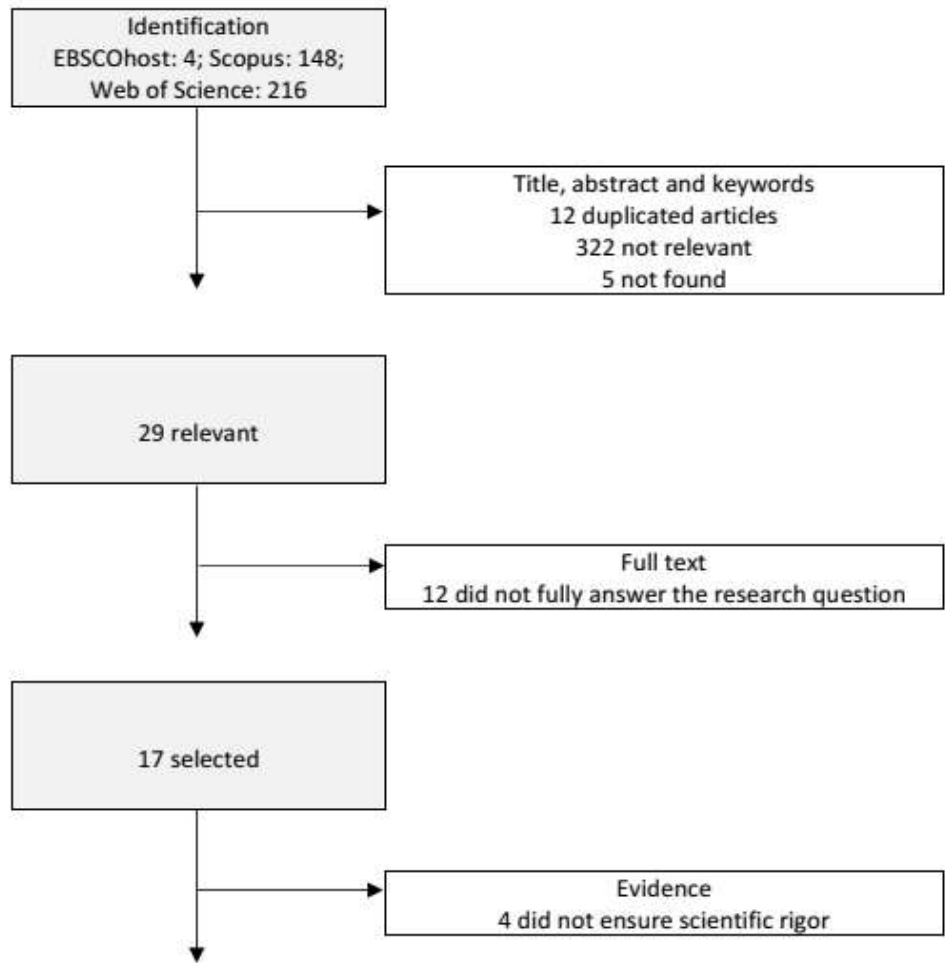 Identification
EBSCOhost: 4; Scopus: 148;
Web of Science: 216
Title, abstract and keywords
12 duplicated articles
322 not relevant
5 not found
29 relevant
Full text
12 did not fully answer the research question
17 selected
Evidence
4 did not ensure scientific rigor